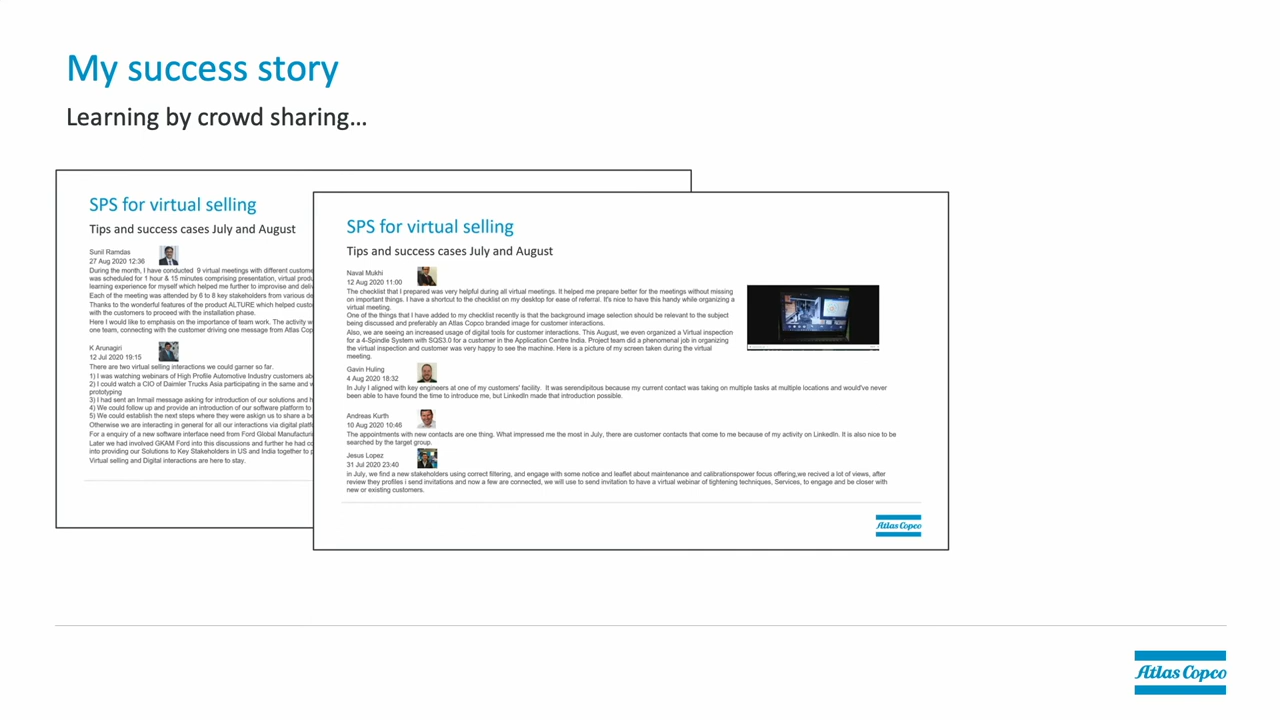 My success story
Learning by crowd sharing...
SPS for virtual selling
Tips and success cases July and August
Sunil Ramdas
27 Aug 2020 12:36
During the month, I have conducted 9 virtual meetings with different custome
was scheduled for 1 hour & 15 minutes comprising presentation, virtual produ
learning experience for myself which helped me further to improvise and deliv
Each of the meeting was attended by 6 to 8 key stakeholders from various de
Thanks to the wonderful features of the product ALTURE which helped custo
with the customers to proceed with the installation phase.
Here I would like to emphasis on the importance of team work. The activity w
one team, connecting with the customer driving one message from Atlas Cop
K Arunagiri
12 Jul 2020 19:15
There are two virtual selling interactions we could garner so far.
1) I was watching webinars of High Profile Automotive Industry customers ab
2) I could watch a CIO of Daimler Trucks Asia participating in the same and w
prototyping
3) I had sent an Inmail message asking for introduction of our solutions and h
4) We could follow up and provide an introduction of our software platform to
5) We could establish the next steps where they were askign us to share a be
Otherwise we are interacting in general for all our interactions via digital platf
For a enquiry of a new software interface need from Ford Global Manufacturi
Later we had involved GKAM Ford into this discussions and further he had co
into providing our Solutions to Key Stakeholders in US and India together to p
Virtual selling and Digital interactions are here to stay.
SPS for virtual selling
Tips and success cases July and August
Naval Mukhi
12 Aug 2020 11:00
The checklist that I prepared was very helpful during all virtual meetings. It helped me prepare better for the meetings without missing
on important things. I have a shortcut to the checklist on my desktop for ease of referral. It's nice to have this handy while organizing a
virtual meeting.
One of the things that I have added to my checklist recently is that the background image selection should be relevant to the subject
being discussed and preferably an Atlas Copco branded image for customer interactions.
Also, we are seeing an increased usage of digital tools for customer interactions. This August, we even organized a Virtual inspection
for a 4-Spindle System with SQS3.0 for a customer in the Application Centre India. Project team did a phenomenal job in organizing
the virtual inspection and customer was very happy to see the machine. Here is a picture of my screen taken during the virtual
meeting.
Gavin Huling
4 Aug 2020 18:32
In July I aligned with key engineers at one of my customers' facility. It was serendipitous because my current contact was taking on multiple tasks at multiple locations and would've never
been able to have found the time to introduce me, but LinkedIn made that introduction possible.
Andreas Kurth
10 Aug 2020 10:46
The appointments with new contacts are one thing. What impressed me the most in July, there are customer contacts that come to me because of my activity on LinkedIn. It is also nice to be
searched by the target group.
Jesus Lopez
31 Jul 2020 23:40
in July, we find a new stakeholders using correct filtering, and engage with some notice and leaflet about maintenance and calibrationspower focus offering,we recived a lot of views, after
review they profiles i send invitations and now a few are connected, we will use to send invitation to have a virtual webinar of tightening techniques, Services, to engage and be closer with
new or existing customers.
Atlas Copco
Atlas Copco